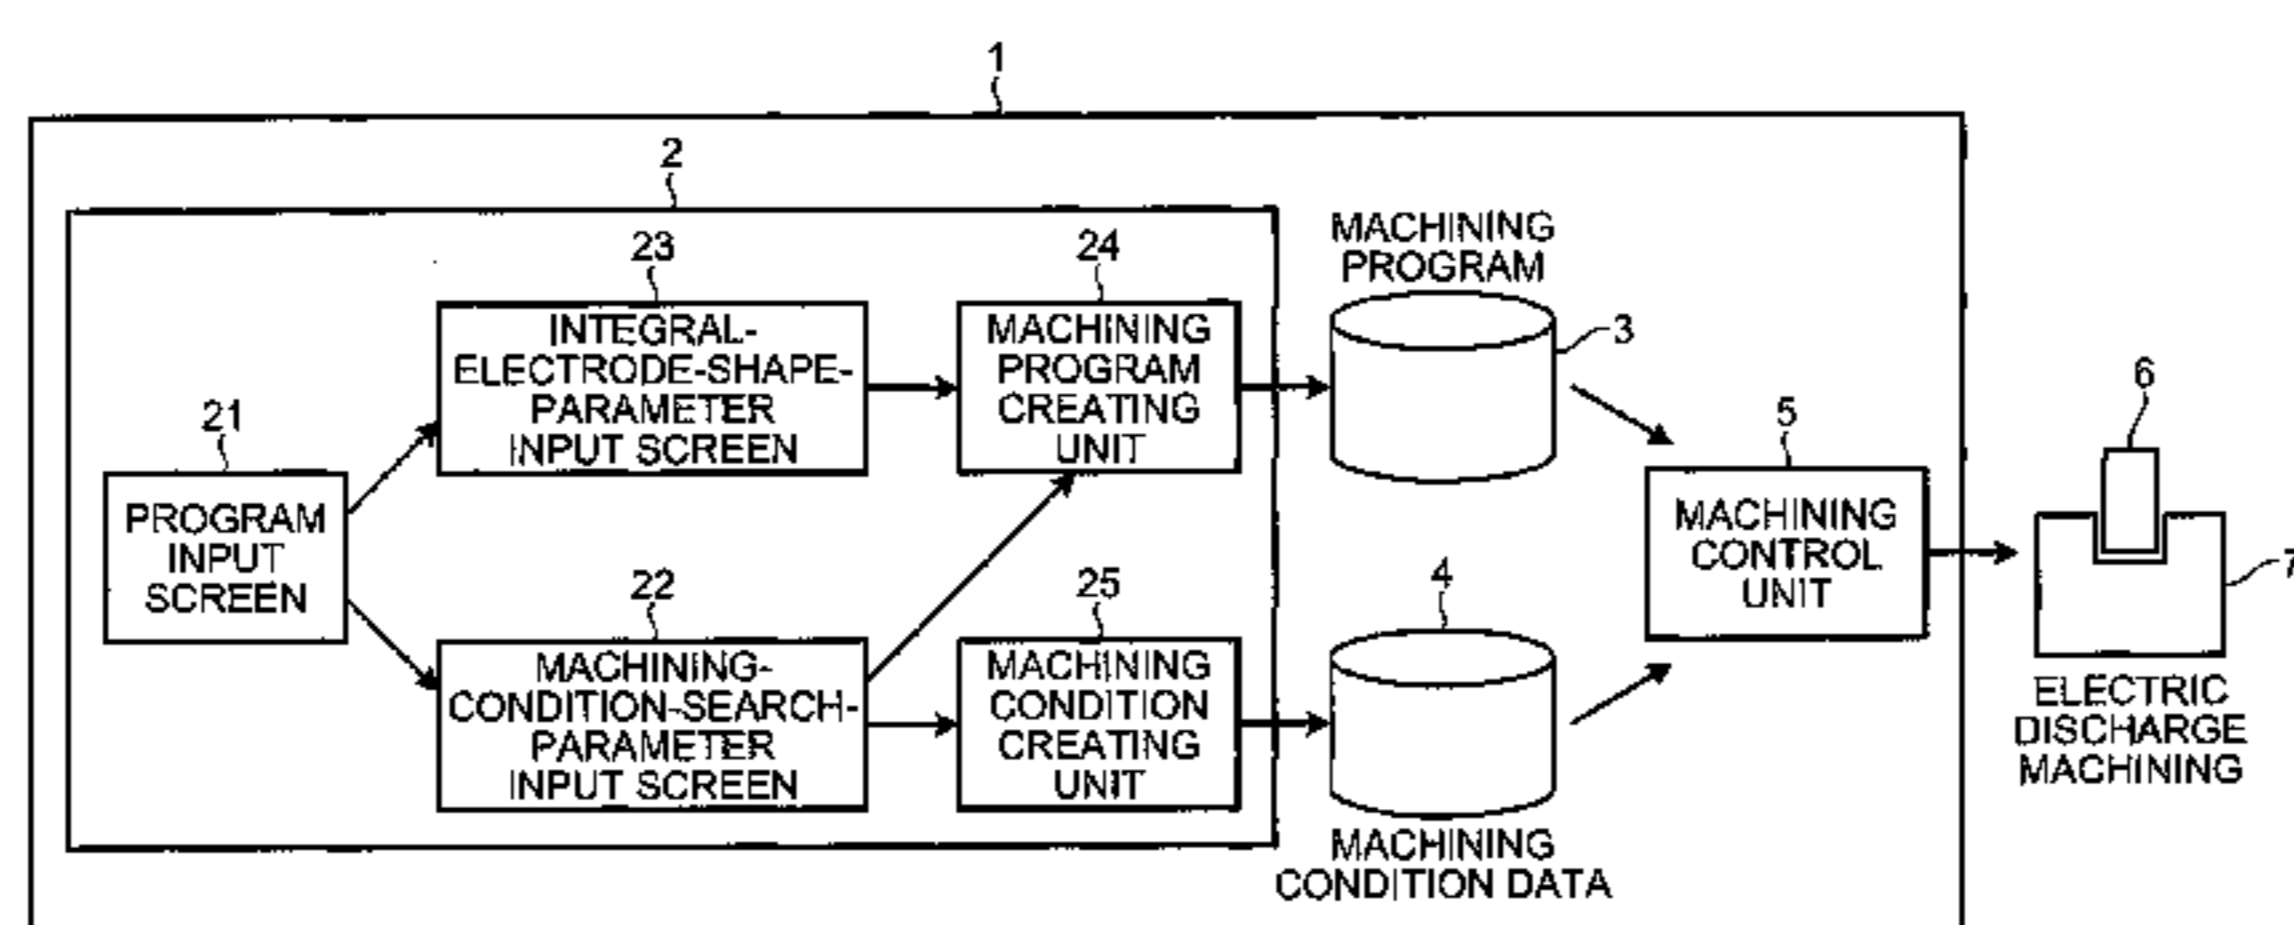 1
2
23
INTEGRAL-
ELECTRODE-SHAPE-
PARAMETER
INPUT SCREEN
24
MACHINING
PROGRAM
CREATING
UNIT
MACHINING
PROGRAM
3
21
PROGRAM
INPUT
SCREEN
22
MACHINING-
CONDITION-SEARCH-
PARAMETER
INPUT SCREEN
25
MACHINING
CONDITION
CREATING
UNIT
4
MACHINING
CONDITION DATA
5
MACHINING
CONTROL
UNIT
6
7
ELECTRIC
DISCHARGE
MACHINING